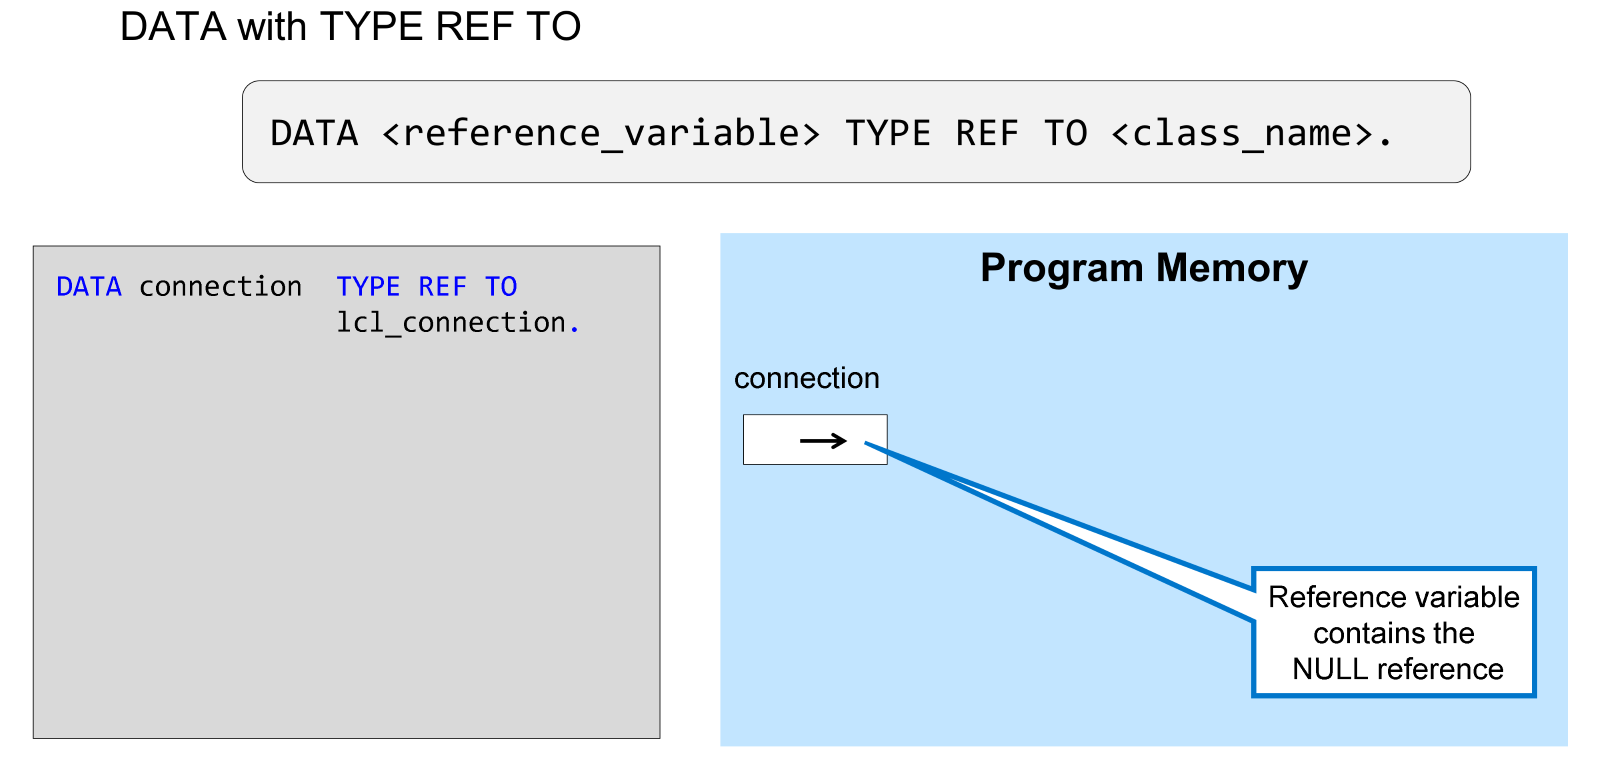 DATA with TYPE REF TO
DATA <reference_variable> TYPE REF TO <class_name>.
DATA connection  TYPE REF TO
lcl_connection.
Program Memory
connection
Reference variable
contains the
NULL reference